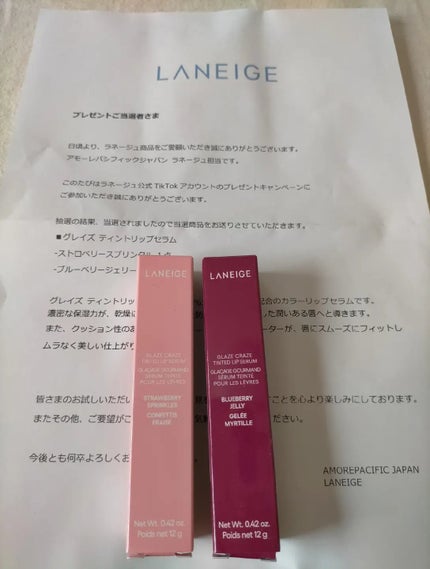 LANEIGE
プレゼントご当選者さま
日頃より、ラネージュ商品をご愛顧いただき誠にありがとうございます。
アモーレパシフィックジャパン ラネージュ担当です。
このたびはラネージュ公式 TikTok アカウントのプレゼントキャンペーンに
ご参加いただき誠にありがとうございます。
抽選の結果、当選されましたので当選商品をお送りさせていただきます。
■グレイズ ティントリップセラム
-ストロベリースプリンクル 1点
-ブルーベリージェリー
グレイズ ティントリッ 配合のカラーリップセラムです。
濃密な保湿力が、乾燥 した潤いある唇へと導きます。
また、クッション性のあ ーターが、唇にスムーズにフィットし
ムラなく美しい仕上がり
皆さまのお試しいただい ことを心より楽しみにしております。
またその他、ご要望がご ださい。
今後とも何卒よろしくお
AMOREPACIFIC JAPAN
LANEIGE
LANEIGE
GLAZE CRAZE
TINTED LIP SERUM
GLAÇAGE GOURMAND
SÉRUM TEINTÉ
POUR LES LÈVRES
STRAWBERRY
SPRINKLES
CONFETTIS
FRAISE
Net Wt. 0.42 oz.
Poids net 12 g
LANEIGE
GLAZE CRAZE
TINTED LIP SERUM
GLAÇAGE GOURMAND
SÉRUM TEINTÉ
POUR LES LÈVRES
BLUEBERRY
JELLY
GELÉE
MYRTILLE
Net Wt. 0.42 oz.
Poids net 12 g